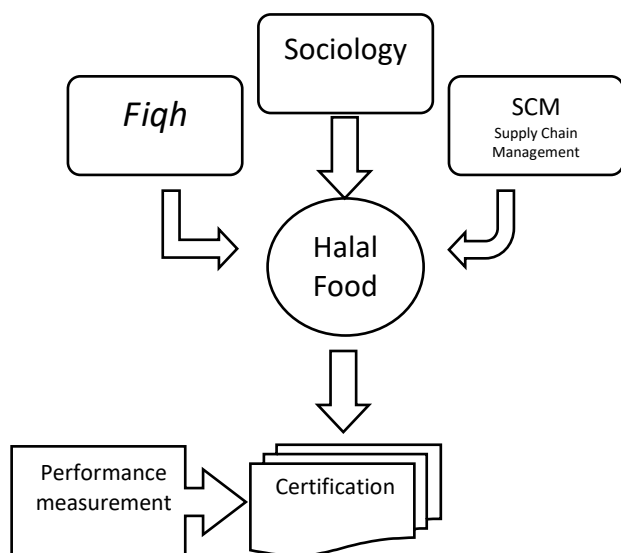 Sociology
Fiqh
SCM
Supply Chain
Management
Halal
Food
Performance
measurement
Certification